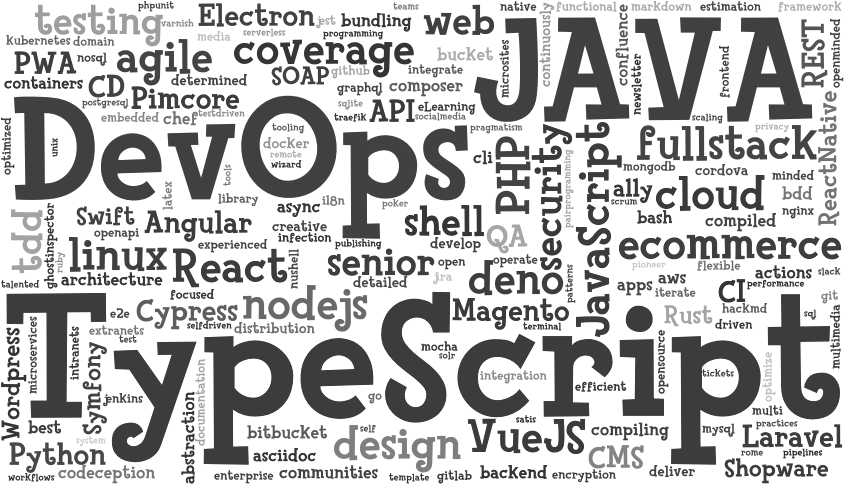 phpunit
teams
native
functional
markdown
estimation
framework
testing
varnish
Electron
jest
bundling
web
JAVA
continuously
confluence
REST
openminded
media
serverless
programming
kubernetes
domain
agile
coverage
bucket
microsites
frontend
newsletter
PWA
nosql
SOAP
github
integrate
containers
CD
determined
graphql
composer
postgresql
Pimcore
sqlite
API
eLearning
embedded
chef
testdriven
traefik
socialmedia
scaling
optimized
DevOps
tooling
pragmatism
privacy
unix
docker
remote
wizard
cli
PHP
security
pairprogramming
JavaScript
fullstack
ReactNative
mongodb
cordova
minded
tools
latex
library
il8n
poker
ally
scrum
cloud
bdd
nginx
tdd
ghostinspector
Swift
Angular
async
shell
bash
compiled
openapi
creative
infection
publishing
develop
QA
ecommerce
linux
experienced
nushell
open
operate
ruby
React
senior
jra
deno
patterns
pioneer
flexible
actions
slack
talented
architecture
detailed
apps
aws
iterate
CI
performance
focused
TypeScript
e2e
Cypress
nodejs
Magento
Rust
hackmd
git
sql
multimedia
Wordpress
microservices
intranets
extranets
selfdriven
distribution
terminal
driven
test
Symfony
mocha
solr
opensource
integration
tickets
optimize
documentation
jenkins
go
efficient
best
abstraction
bitbucket
self
satis
multi
practices
system
design
VueJS
compiling
mysql
Laravel
Python
asciidoc
CMS
rome
pipelines
workflows
codeception
enterprise
communities
template
gitlab
backend
encryption
deliver
Shopware